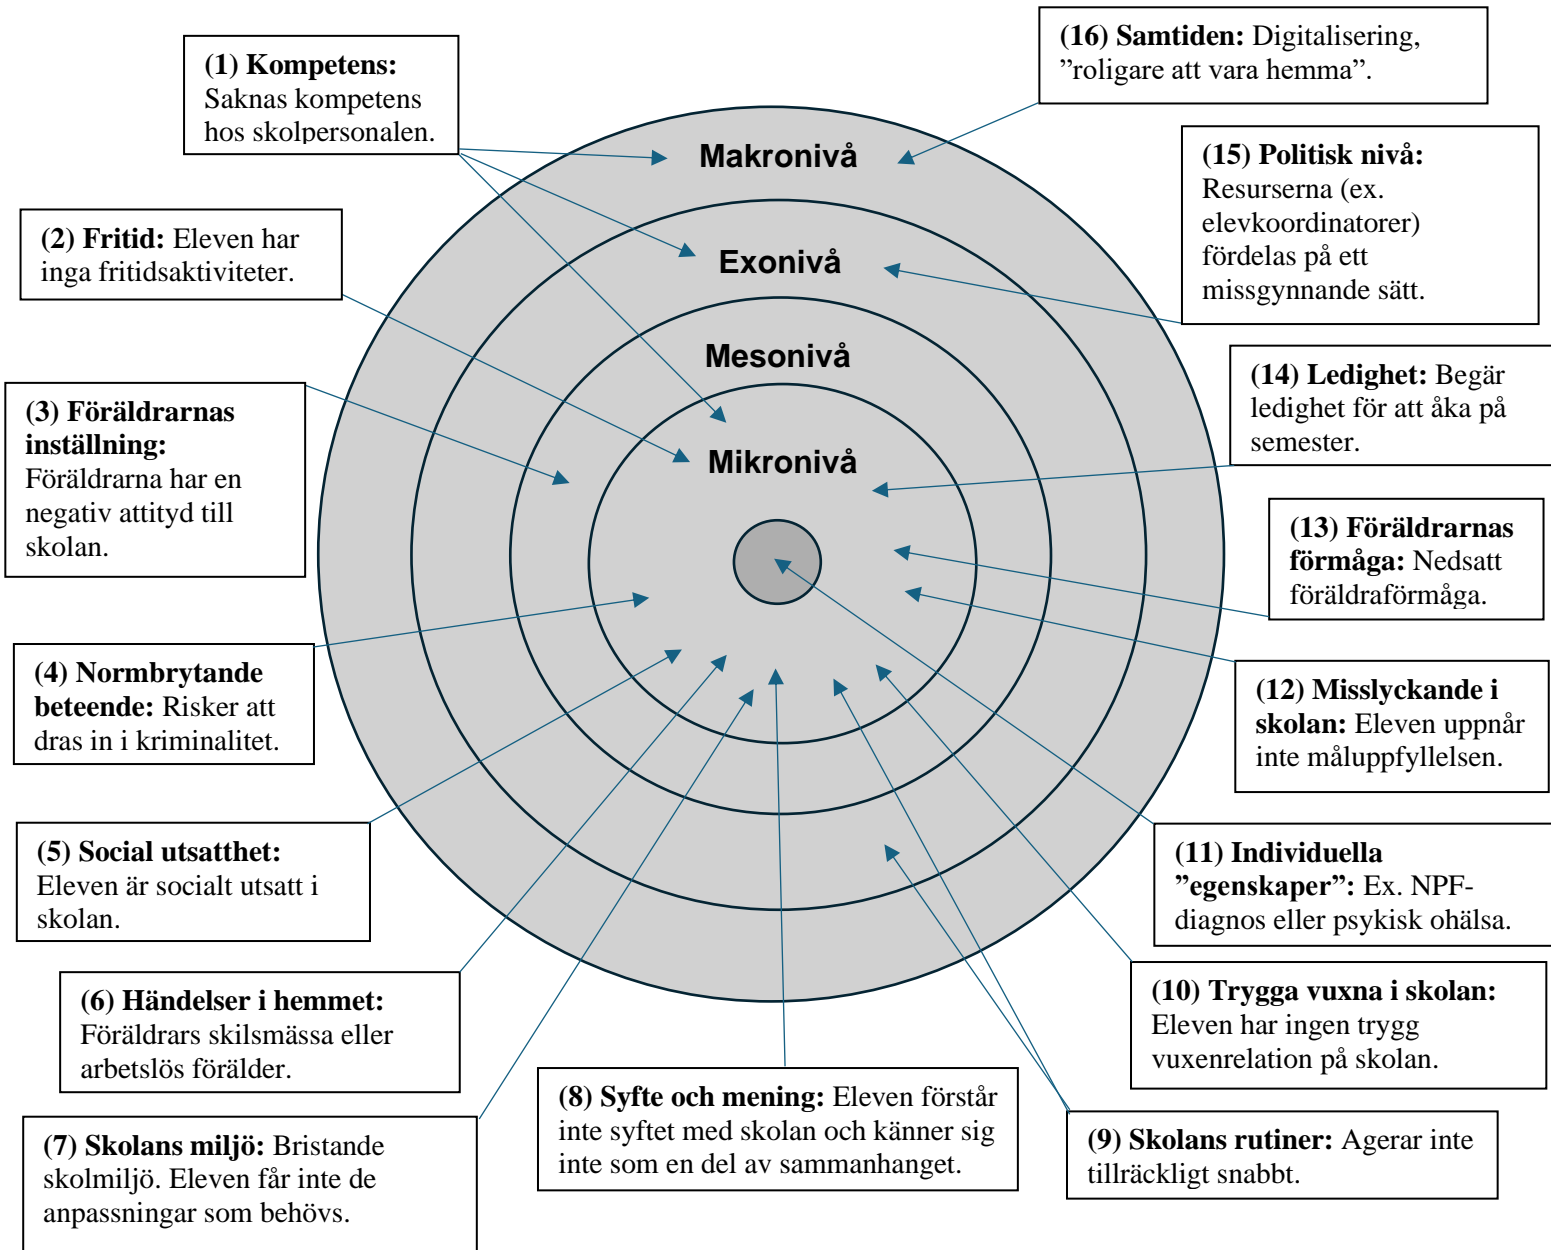 (1) Kompetens:
Saknas kompetens
hos skolpersonalen.
(16) Samtiden: Digitalisering,
”roligare att vara hemma”.
Makronivå
(15) Politisk nivå:
Resurserna (ex.
elevkoordinatorer)
fördelas på ett
missgynnande sätt.
(2) Fritid: Eleven har
inga fritidsaktiviteter.
Exonivå
Mesonivå
(14) Ledighet: Begär
ledighet för att åka på
semester.
(3) Föräldrarnas
inställning:
Föräldrarna har en
negativ attityd till
skolan.
Mikronivå
(13) Föräldrarnas
förmåga: Nedsatt
föräldraförmåga.
(4) Normbrytande
beteende: Risker att
dras in i kriminalitet.
(12) Misslyckande i
skolan: Eleven uppnår
inte måluppfyllelsen.
(5) Social utsatthet:
Eleven är socialt utsatt i
skolan.
(11) Individuella
”egenskaper”: Ex. NPF-
diagnos eller psykisk ohälsa.
(6) Händelser i hemmet:
Föräldrars skilsmässa eller
arbetslös förälder.
(10) Trygga vuxna i skolan:
Eleven har ingen trygg
vuxenrelation på skolan.
(7) Skolans miljö: Bristande
skolmiljö. Eleven får inte de
anpassningar som behövs.
(8) Syfte och mening: Eleven förstår
inte syftet med skolan och känner sig
inte som en del av sammanhanget.
(9) Skolans rutiner: Agerar inte
tillräckligt snabbt.